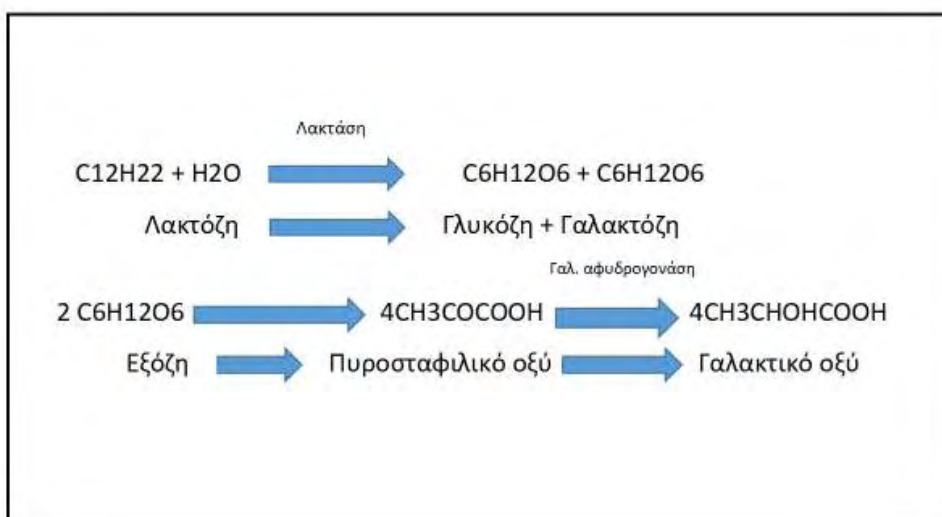 Λακτάση
C12H22 + H2O C6H12O6 + C6H12O6
Λακτόζη Γλυκόζη + Γαλακτόζη
Γαλ. αφυδρογονάση
2 C6H12O6 4CH3COCOOH 4CH3CHOHCOOH
Εξόζη Πυροσταφιλικό οξύ Γαλακτικό οξύ